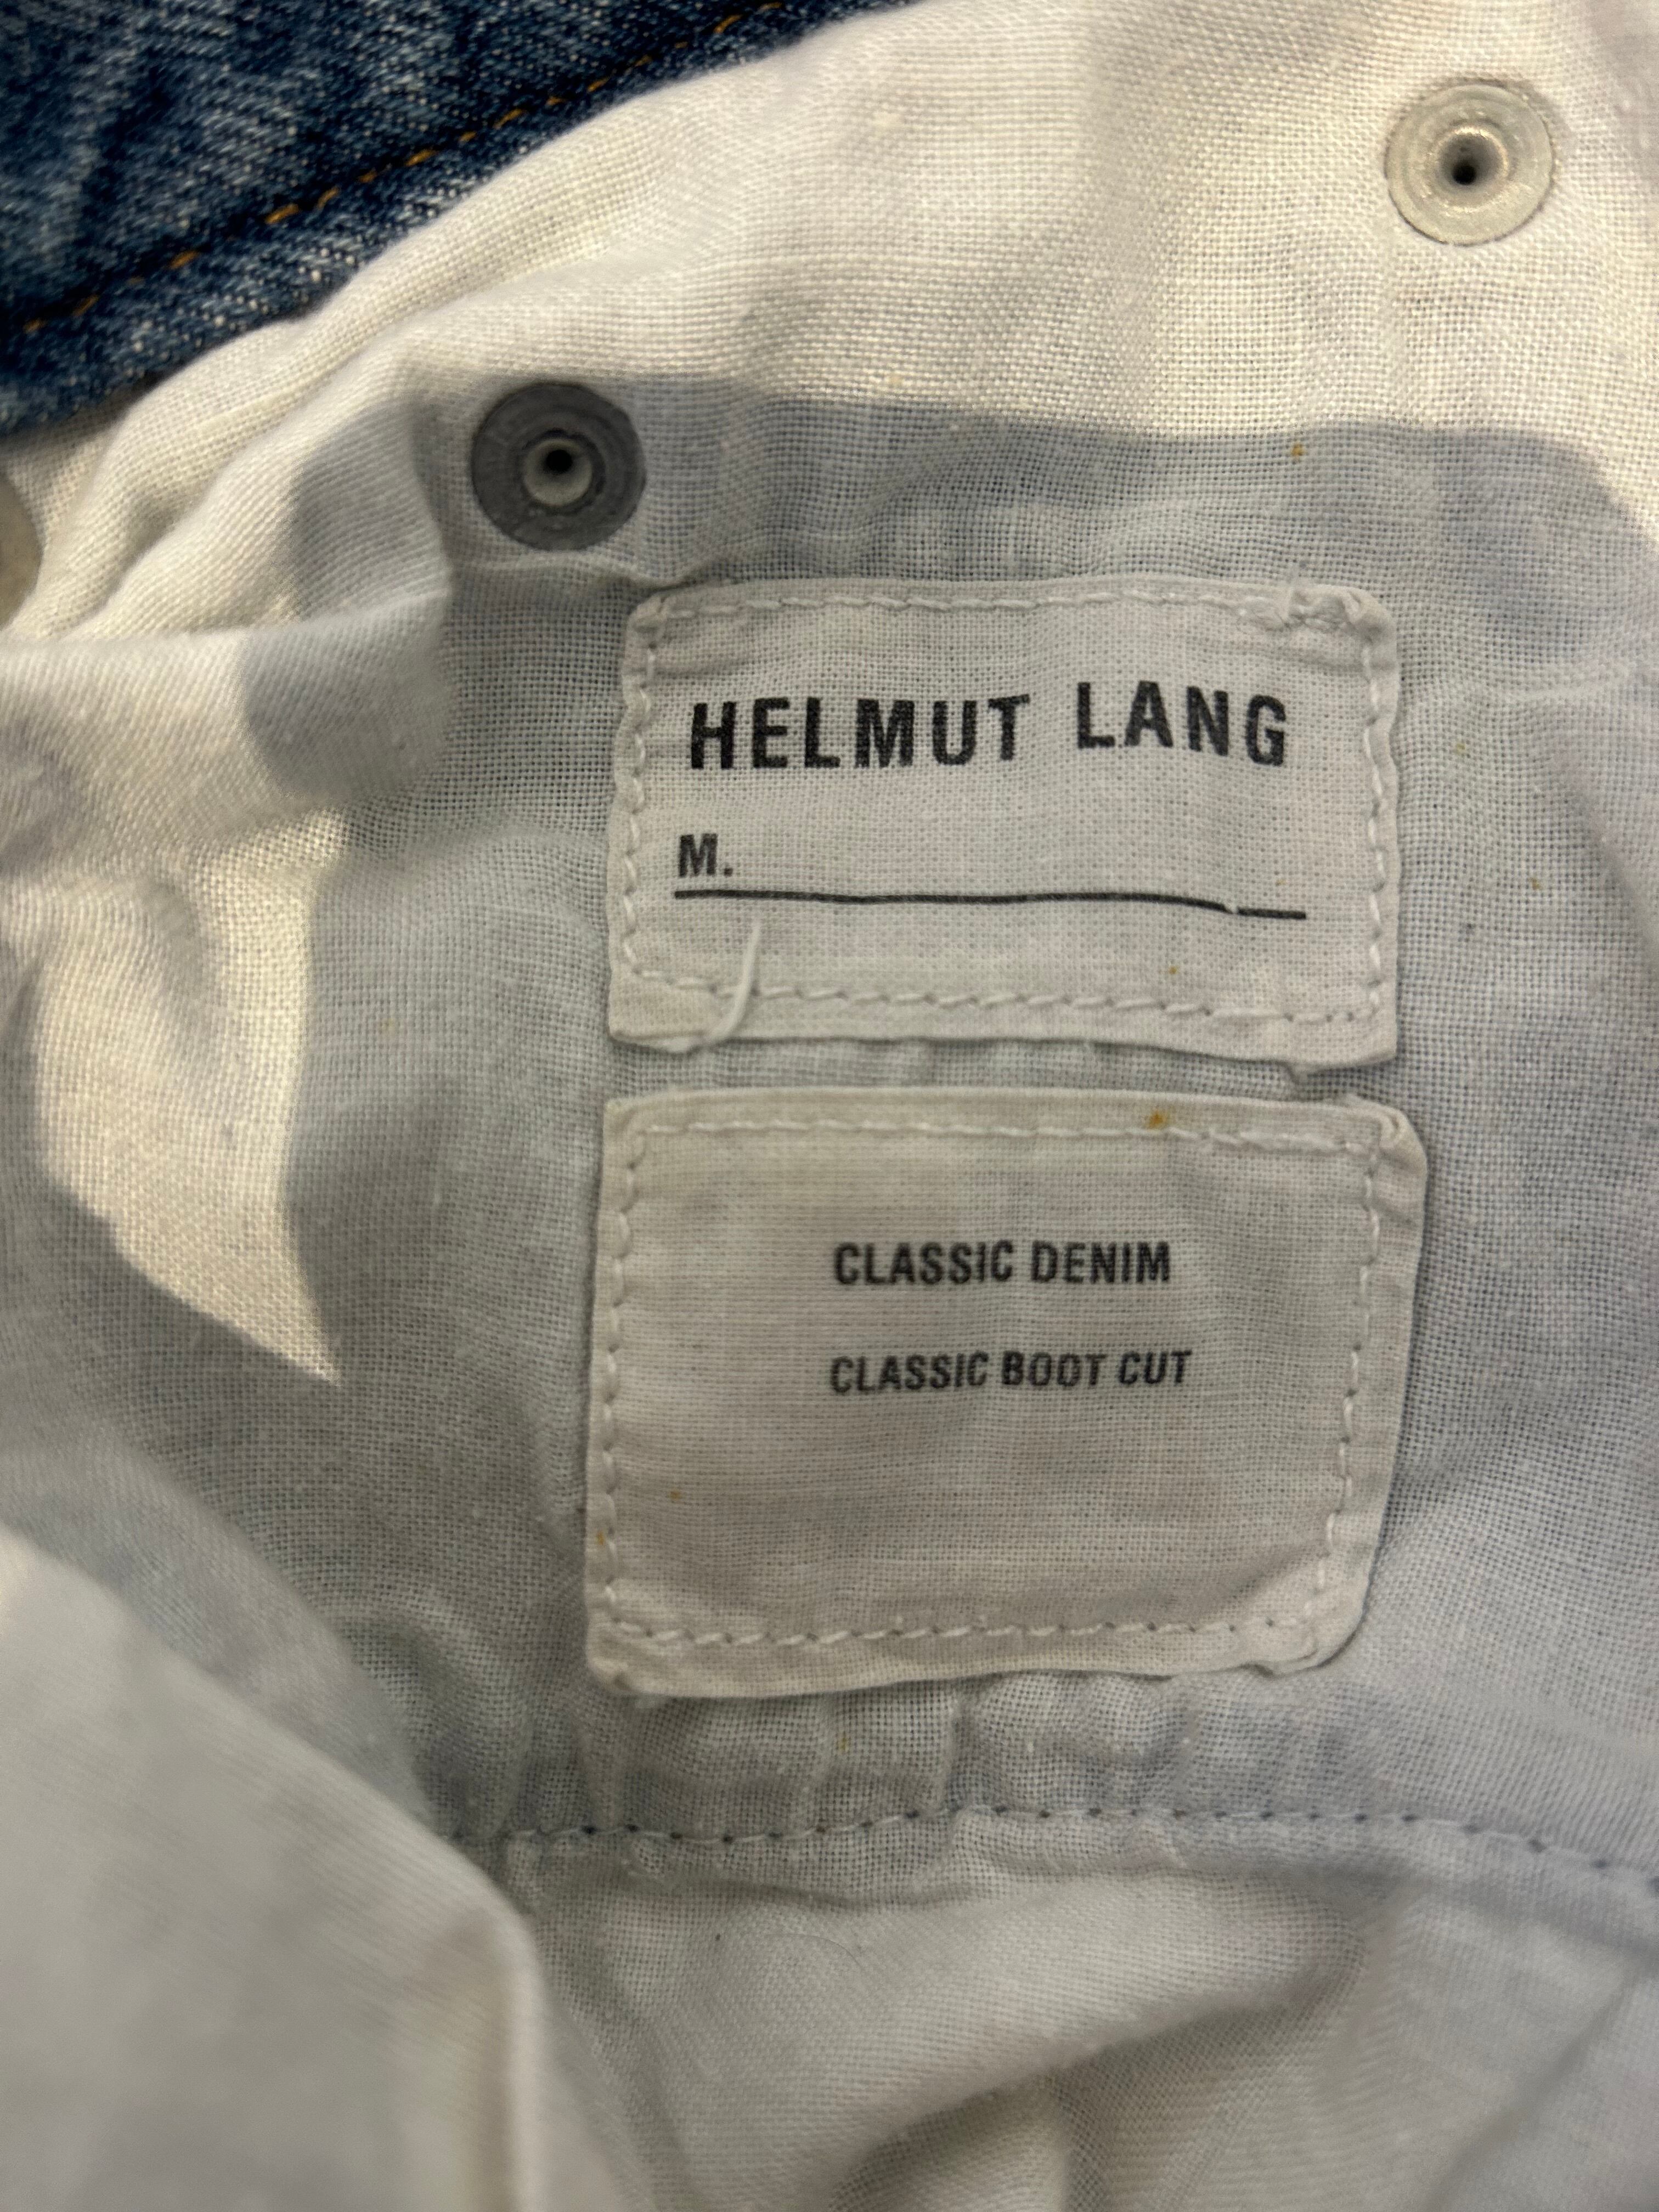 HELMUT LANG
M.
CLASSIC DENIM
CLASSIC BOOT CUT